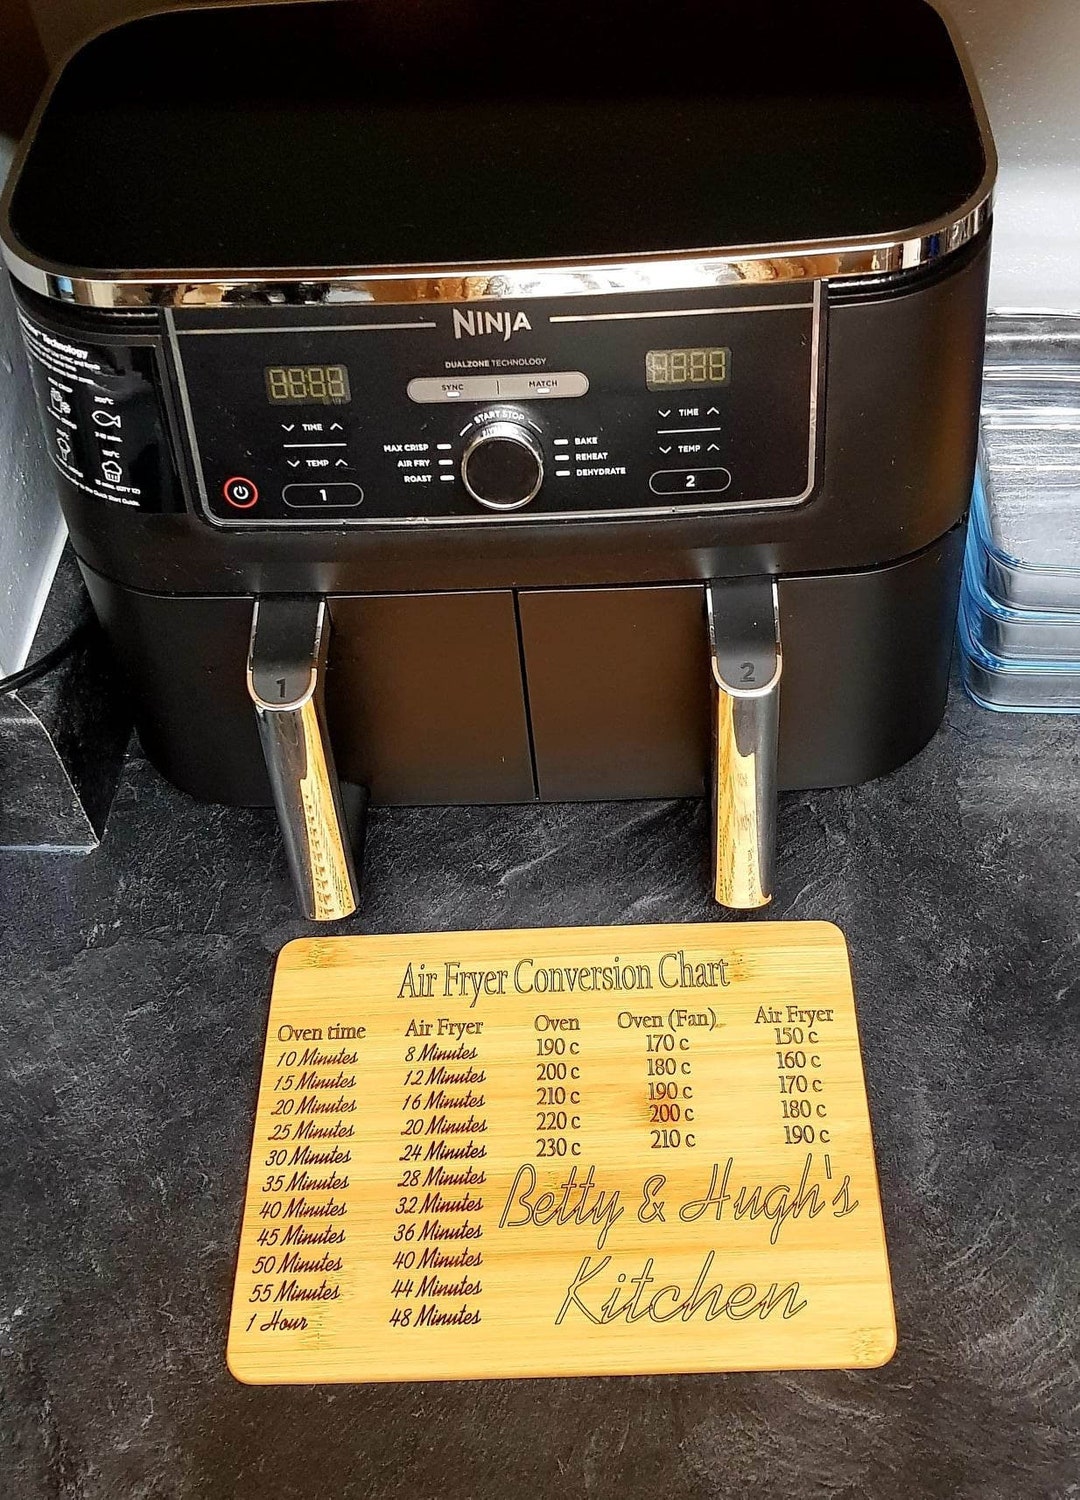 NINJA
DUALZONE TECHNOLOGY
SYNC MATCH
START STOP
TIME
TEMP
1
MAX CRISP
AIR FRY
ROAST
BAKE
REHEAT
DEHYDRATE
TIME
TEMP
2
Technology
1
2
Air Fryer Conversion Chart
Oven time Air Fryer Oven Oven (Fan) Air Fryer
10 Minutes 8 Minutes 190 c 170 c 150 c
15 Minutes 12 Minutes 200 c 180 c 160 c
20 Minutes 16 Minutes 210 c 190 c 170 c
25 Minutes 20 Minutes 220 c 200 c 180 c
30 Minutes 24 Minutes 230 c 210 c 190 c
35 Minutes 28 Minutes
40 Minutes 32 Minutes
45 Minutes 36 Minutes
50 Minutes 40 Minutes
55 Minutes 44 Minutes
1 Hour 48 Minutes
Betty & Hugh's
Kitchen